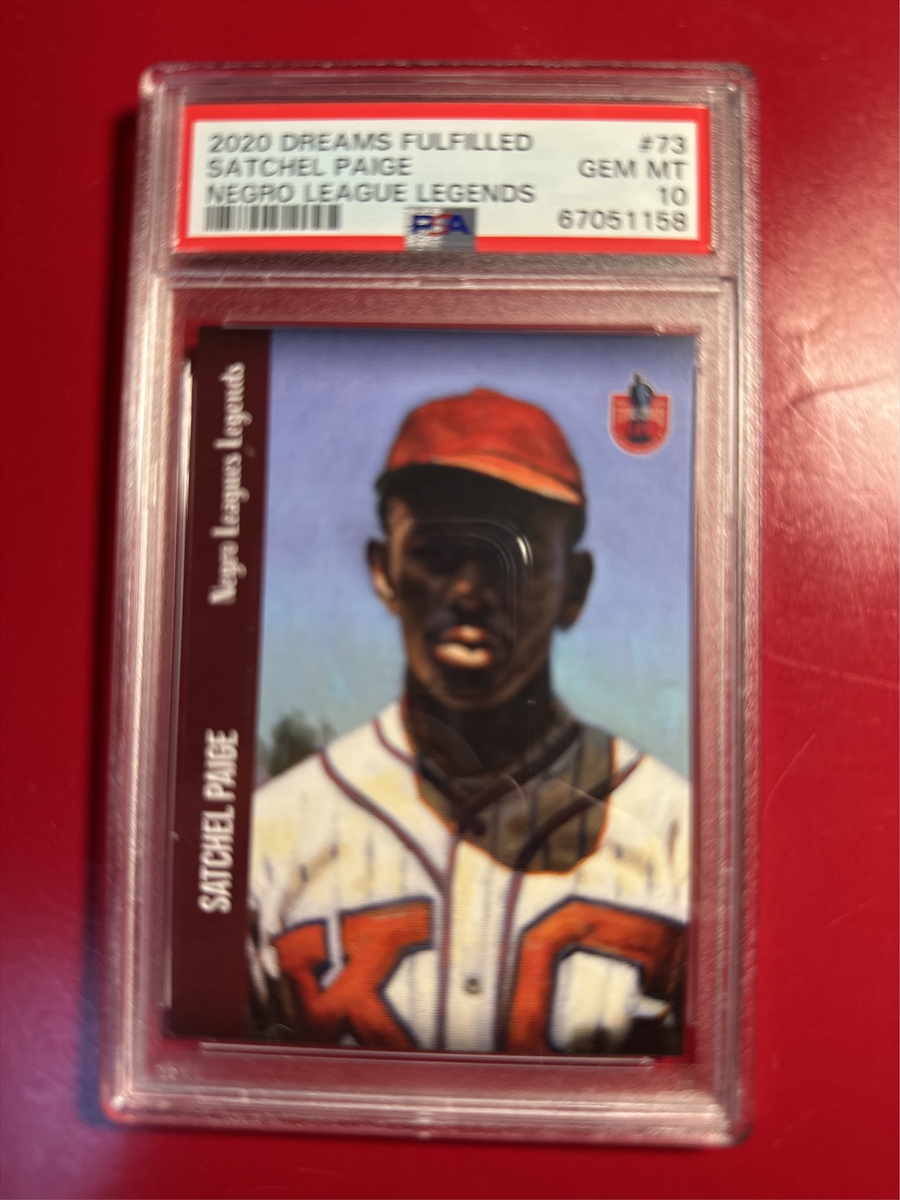 2020 DREAMS FULFILLED #73
SATCHEL PAIGE GEM MT
NEGRO LEAGUE LEGENDS 10
PSA 67051158
Negro Leagues Legends
SATCHEL PAIGE
KC